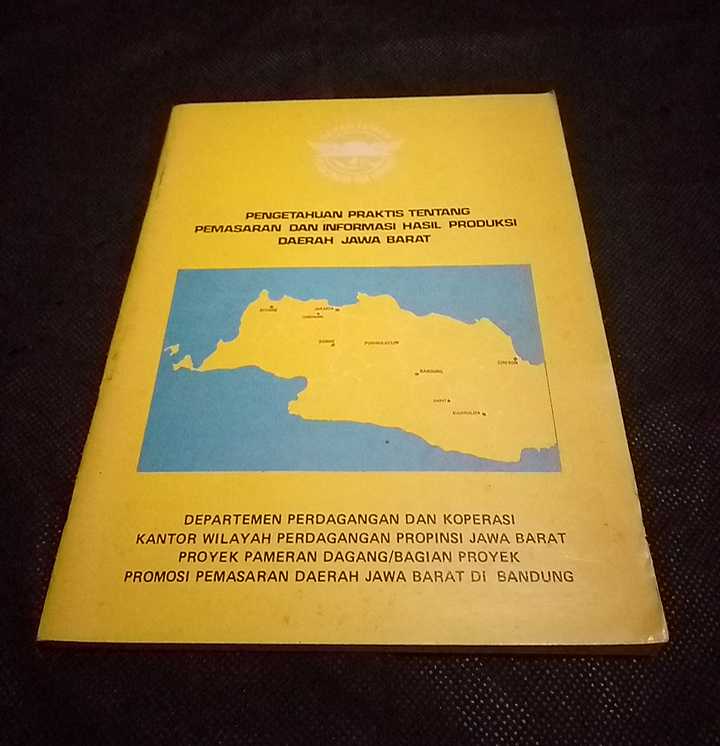 PENGETAHUAN PRAKTIS TENTANG
PEMASARAN DAN INFORMASI HASIL PRODUKSI
DAERAH JAWA BARAT
JAKARTA
BANDUNG
DEPARTEMEN PERDAGANGAN DAN KOPERASI
KANTOR WILAYAH PERDAGANGAN PROPINSI JAWA BARAT
PROYEK PAMERAN DAGANG/BAGIAN PROYEK
PROMOSI PEMASARAN DAERAH JAWA BARAT DI BANDUNG